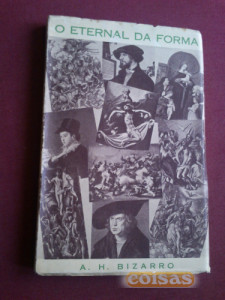 O ETERNAL DA FORMA
A. H. BIZARRO
coisas